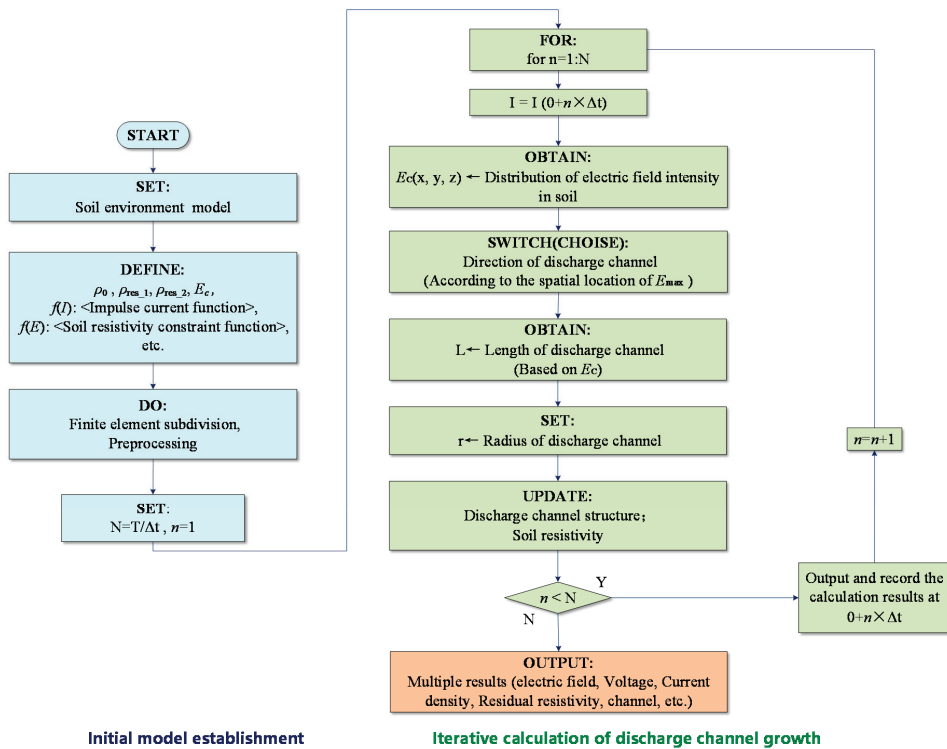 START
SET:
Soil environment model
DEFINE:
ρ0 , ρres_1, ρres_2, Ec,
f(I): <Impulse current function>,
f(E): <Soil resistivity constraint function>,
etc.
DO:
Finite element subdivision,
Preprocessing
SET:
N=T/Δt , n=1
Initial model establishment
FOR:
for n=1:N
I = I (0+n×Δt)
OBTAIN:
Ec(x, y, z) ← Distribution of electric field intensity
in soil
SWITCH(CHOISE):
Direction of discharge channel
(According to the spatial location of Emax )
OBTAIN:
L← Length of discharge channel
(Based on Ec)
SET:
r← Radius of discharge channel
UPDATE:
Discharge channel structure;
Soil resistivity
n < N
Y
N
n=n+1
Output and record the
calculation results at
0+n×Δt
OUTPUT:
Multiple results (electric field, Voltage, Current
density, Residual resistivity, channel, etc.)
Iterative calculation of discharge channel growth